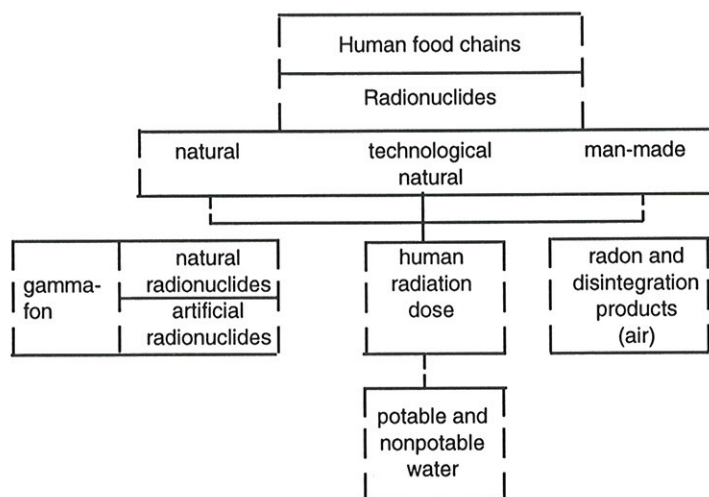 Human food chains
Radionuclides
natural
technological
natural
man-made
gamma-
fon
natural
radionuclides
artificial
radionuclides
human
radiation
dose
radon and
disintegration
products
(air)
potable and
nonpotable
water